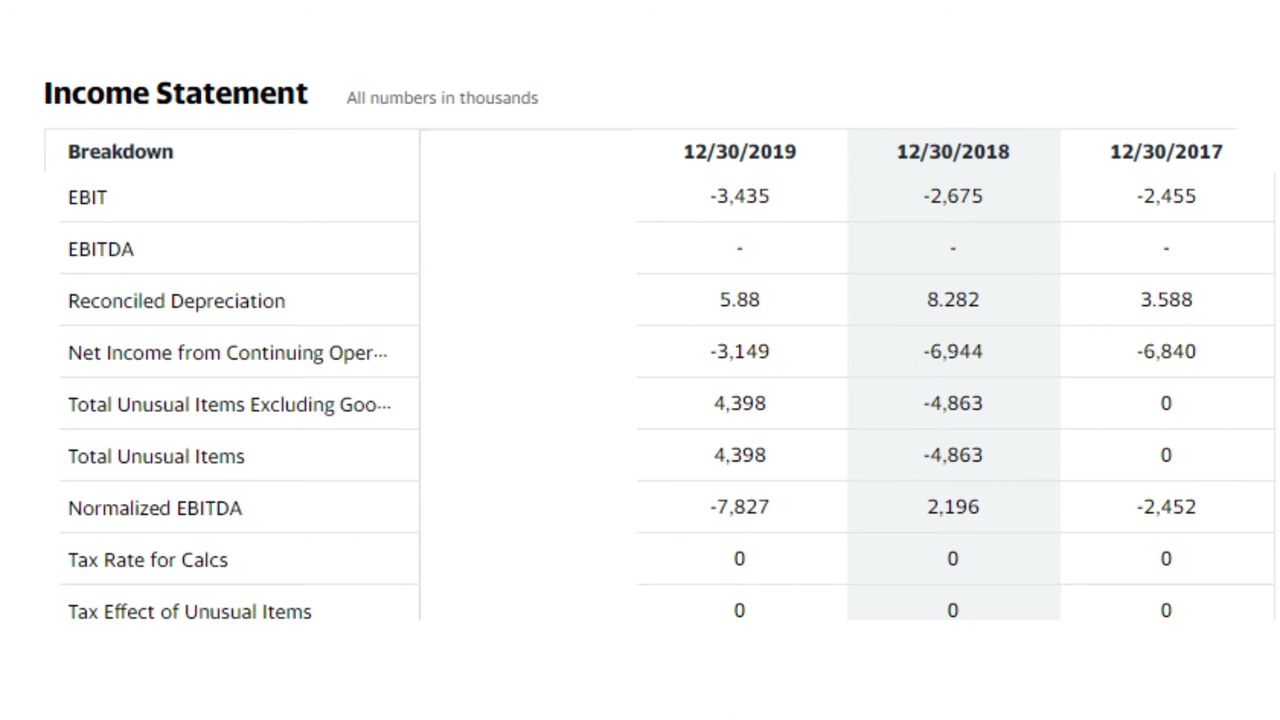 Income Statement All numbers in thousands
Breakdown 12/30/2019 12/30/2018 12/30/2017
EBIT -3,435 -2,675 -2,455
EBITDA - - -
Reconciled Depreciation 5.88 8.282 3.588
Net Income from Continuing Oper... -3,149 -6,944 -6,840
Total Unusual Items Excluding Goo... 4,398 -4,863 0
Total Unusual Items 4,398 -4,863 0
Normalized EBITDA -7,827 2,196 -2,452
Tax Rate for Calcs 0 0 0
Tax Effect of Unusual Items 0 0 0